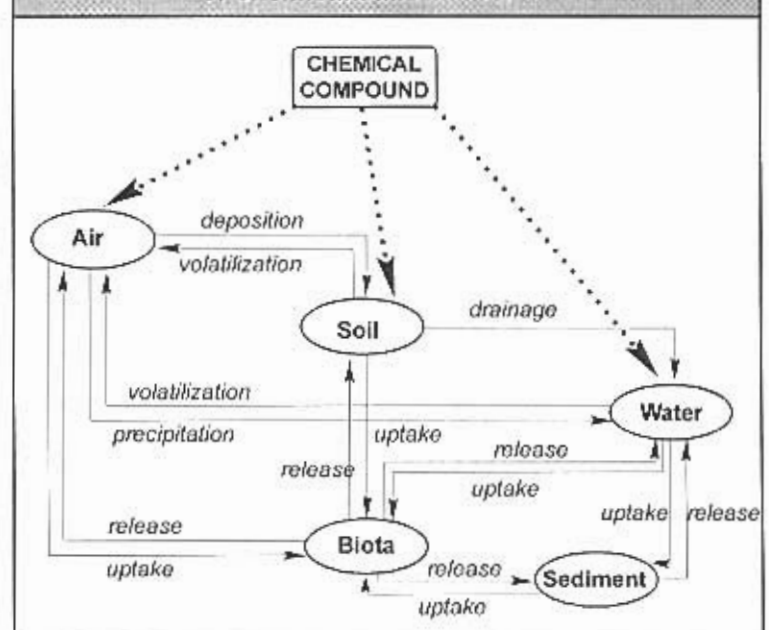 CHEMICAL
COMPOUND
deposition
Air
volatilization
drainage
Soil
volatilization
Water
precipitation
uptake
release
release
uptake
uptake
release
release
Biota
uptake
release
Sediment
uptake